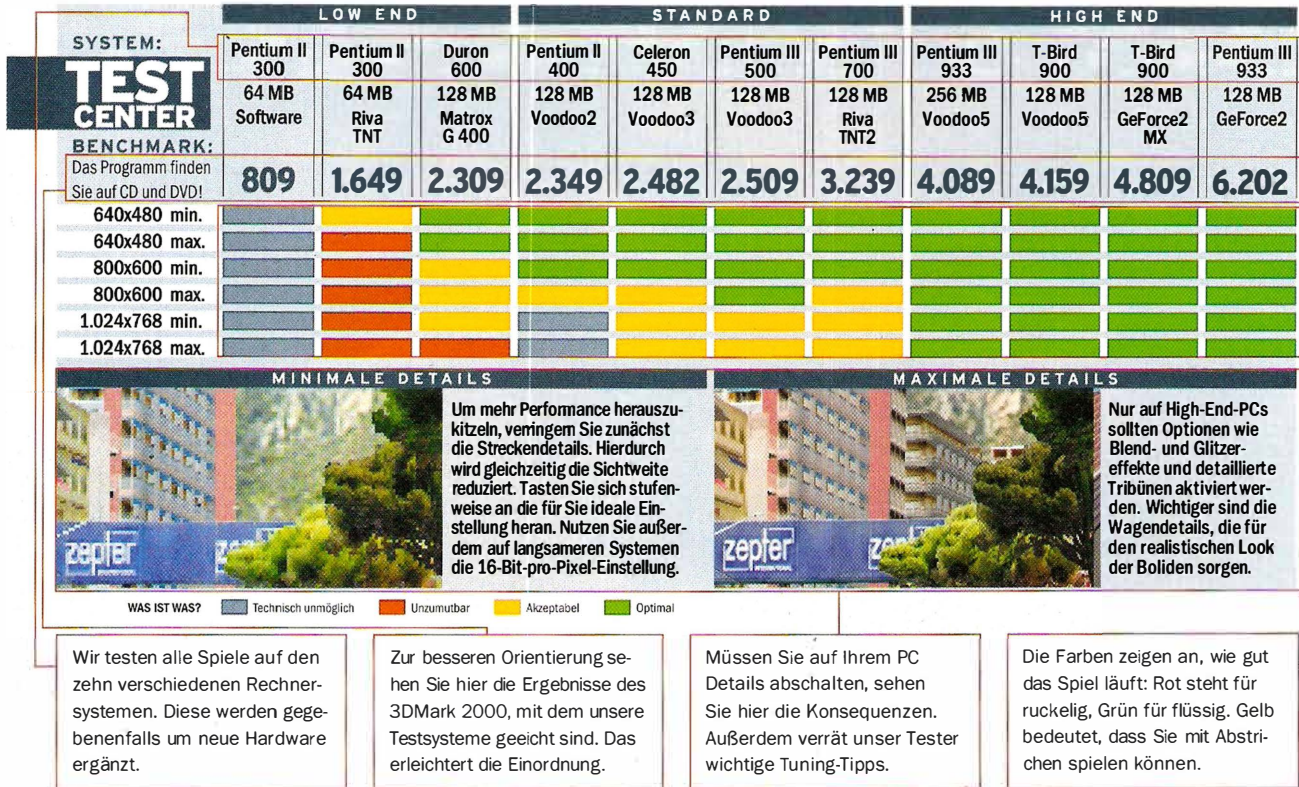 LOW END STANDARD HIGH END
SYSTEM:
TEST
CENTER
BENCHMARK:
Pentium II Pentium II Duron Pentium II Celeron Pentium III Pentium III Pentium III T-Bird T-Bird Pentium III
300 300 600 400 450 500 700 933 900 900 933
64 MB 64 MB 128 MB 128 MB 128 MB 128 MB 128 MB 256 MB 128 MB 128 MB 128 MB
Software Riva Matrox Voodoo2 Voodoo3 Voodoo3 Riva Voodoo5 Voodoo5 GeForce2 GeForce2
TNT G 400 TNT2 MX
Das Programm finden
Sie auf CD und DVD!
809 1.649 2.309 2.349 2.482 2.509 3.239 4.089 4.159 4.809 6.202
640x480 min.
640x480 max.
800x600 min.
800x600 max.
1.024x768 min.
1.024x768 max.
MINIMALE DETAILS
zepter
Um mehr Performance herauszu-
kitzeln, verringern Sie zunächst
die Streckendetails. Hierdurch
wird gleichzeitig die Sichtweite
reduziert. Tasten Sie sich stufen-
weise an die für Sie ideale Ein-
stellung heran. Nutzen Sie außer-
dem auf langsameren Systemen
die 16-Bit-pro-Pixel-Einstellung.
MAXIMALE DETAILS
zepter
Nur auf High-End-PCs
sollten Optionen wie
Blend- und Glitzer-
effekte und detaillierte
Tribünen aktiviert wer-
den. Wichtiger sind die
Wagendetails, die für
den realistischen Look
der Boliden sorgen.
WAS IST WAS? Technisch unmöglich Unzumutbar Akzeptabel Optimal
Wir testen alle Spiele auf den
zehn verschiedenen Rechner-
systemen. Diese werden gege-
benenfalls um neue Hardware
ergänzt.
Zur besseren Orientierung se-
hen Sie hier die Ergebnisse des
3DMark 2000, mit dem unsere
Testsysteme geeicht sind. Das
erleichtert die Einordnung.
Müssen Sie auf Ihrem PC
Details abschalten, sehen
Sie hier die Konsequenzen.
Außerdem verrät unser Tester
wichtige Tuning-Tipps.
Die Farben zeigen an, wie gut
das Spiel läuft: Rot steht für
ruckelig, Grün für flüssig. Gelb
bedeutet, dass Sie mit Abstri-
chen spielen können.